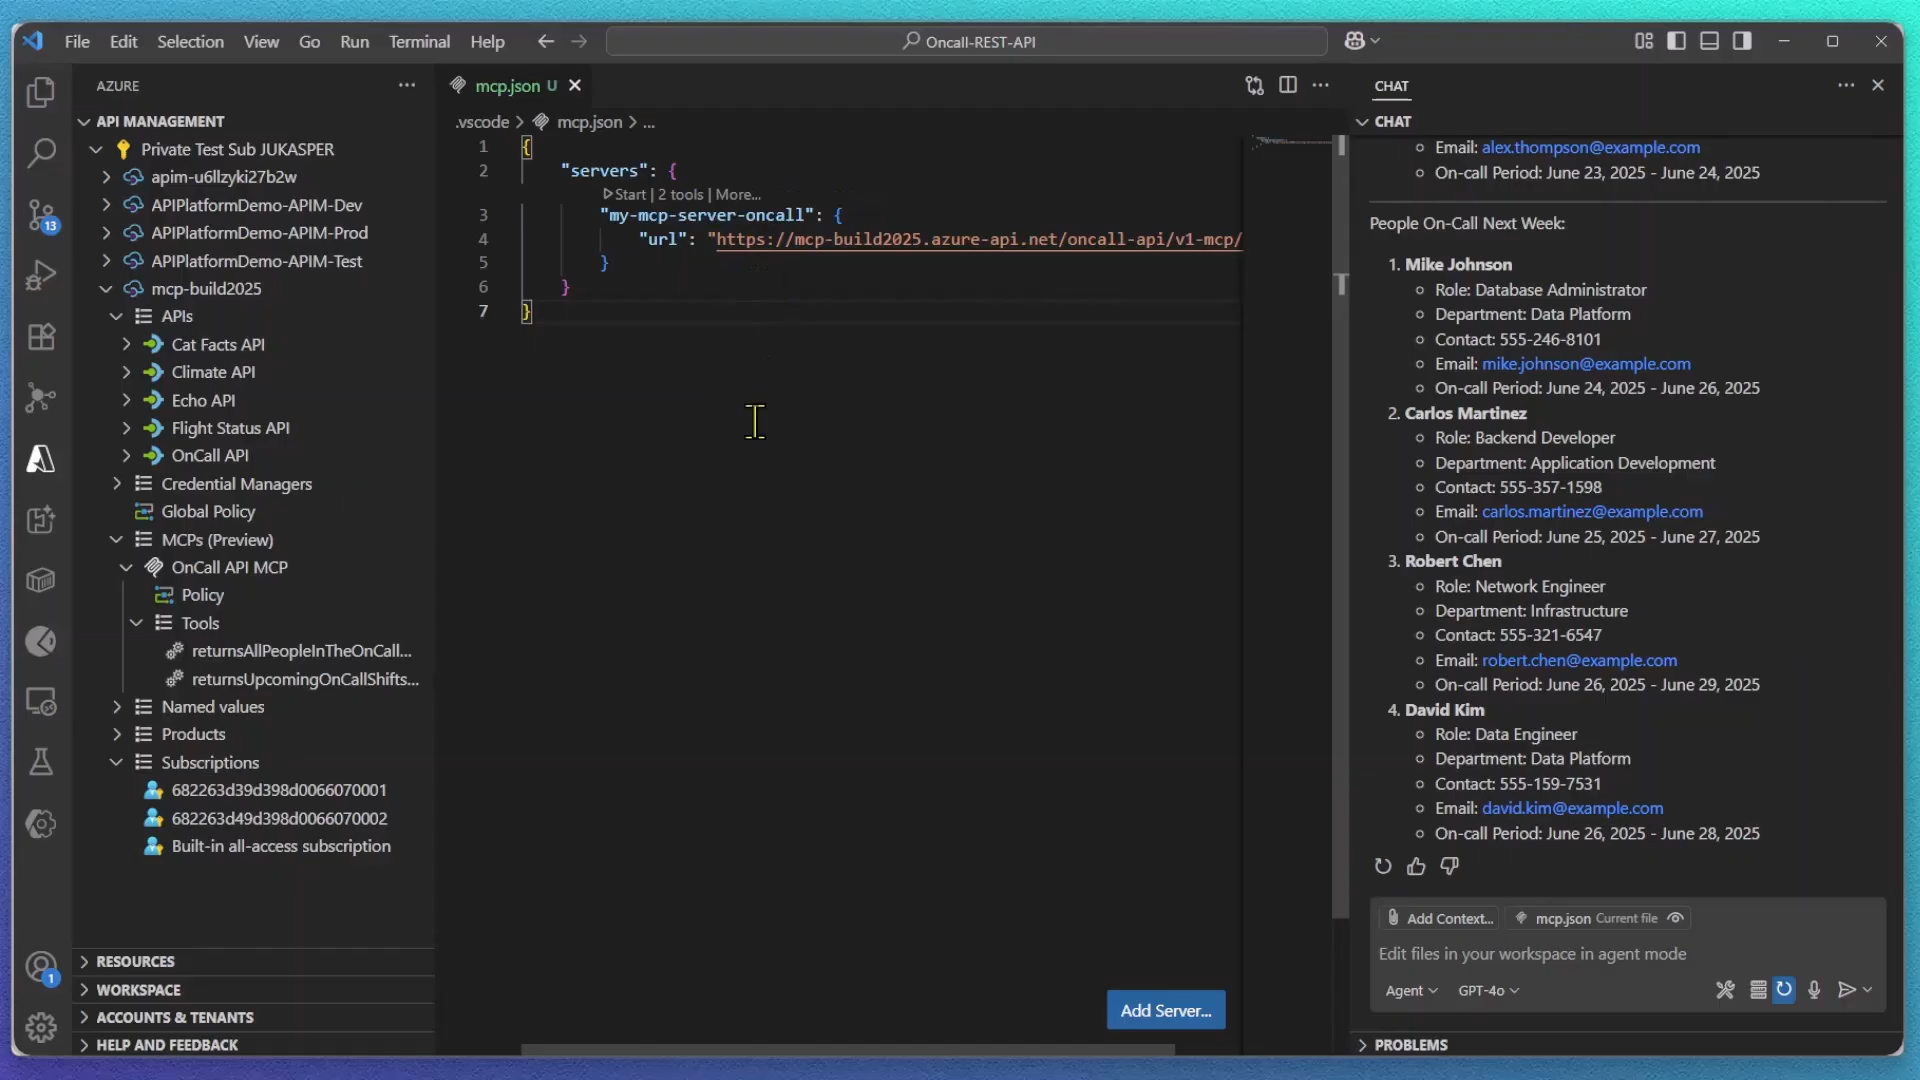 File Edit Selection View Go Run Terminal Help
Oncall-REST-API
AZURE
API MANAGEMENT
Private Test Sub JUKASPER
apim-u6llzyki27b2w
APIPlatformDemo-APIM-Dev
APIPlatformDemo-APIM-Prod
APIPlatformDemo-APIM-Test
mcp-build2025
APIs
Cat Facts API
Climate API
Echo API
Flight Status API
OnCall API
Credential Managers
Global Policy
MCPs (Preview)
OnCall API MCP
Policy
Tools
returnsAllPeopleInTheOnCall...
returnsUpcomingOnCallShifts...
Named values
Products
Subscriptions
682263d39d398d0066070001
682263d49d398d0066070002
Built-in all-access subscription
RESOURCES
WORKSPACE
ACCOUNTS & TENANTS
HELP AND FEEDBACK
13
1
mcp.json U
.vscode > mcp.json > ...
1 {
2 "servers": {
Start | 2 tools | More...
3 "my-mcp-server-oncall": {
4 "url": "https://mcp-build2025.azure-api.net/oncall-api/v1-mcp/
5 }
6 }
7 }
Add Server...
CHAT
CHAT
Email: alex.thompson@example.com
On-call Period: June 23, 2025 - June 24, 2025
People On-Call Next Week:
1. Mike Johnson
Role: Database Administrator
Department: Data Platform
Contact: 555-246-8101
Email: mike.johnson@example.com
On-call Period: June 24, 2025 - June 26, 2025
2. Carlos Martinez
Role: Backend Developer
Department: Application Development
Contact: 555-357-1598
Email: carlos.martinez@example.com
On-call Period: June 25, 2025 - June 27, 2025
3. Robert Chen
Role: Network Engineer
Department: Infrastructure
Contact: 555-321-6547
Email: robert.chen@example.com
On-call Period: June 26, 2025 - June 29, 2025
4. David Kim
Role: Data Engineer
Department: Data Platform
Contact: 555-159-7531
Email: david.kim@example.com
On-call Period: June 26, 2025 - June 28, 2025
Add Context... mcp.json Current file
Edit files in your workspace in agent mode
Agent GPT-4o
PROBLEMS